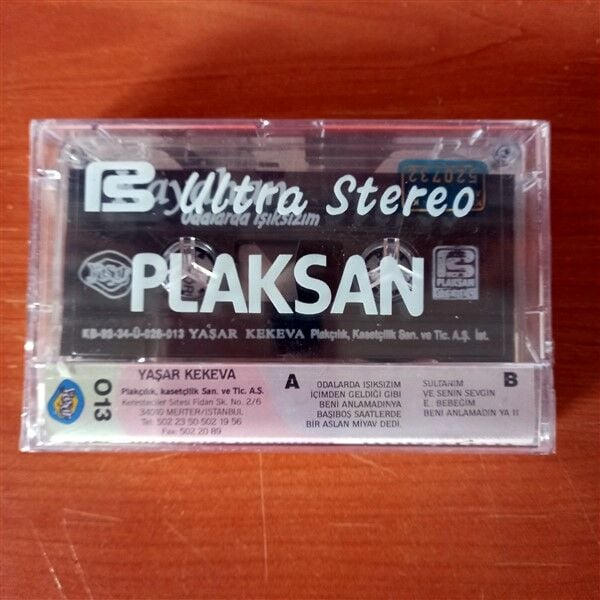 PS Ultra Stereo
Odalarda Işıksızım
PLAKSAN
PLAKSAN
KB-93-34-Ü-026-013 YAŞAR KEKEVA Plakçılık, Kasetçilik San. ve Tic. A.Ş. İst.
013
YAŞAR KEKEVA
Plakçılık, kasetçilik San. ve Tic. A.Ş.
Keresteciler Sitesi Fidan Sk. No. 2/6
34010 MERTER/İSTANBUL
Tel: 502 23 50 502 19 56
Fax: 502 20 89
A
ODALARDA IŞIKSIZIM
İÇİMDEN GELDİĞİ GİBİ
BENİ ANLAMADINYA
BAŞIBOŞ SAATLERDE
BİR ASLAN MİYAV DEDİ.
B
SULTANIM
VE SENİN SEVGİN
E.. BEBEĞİM
BENİ ANLAMADIN YA II